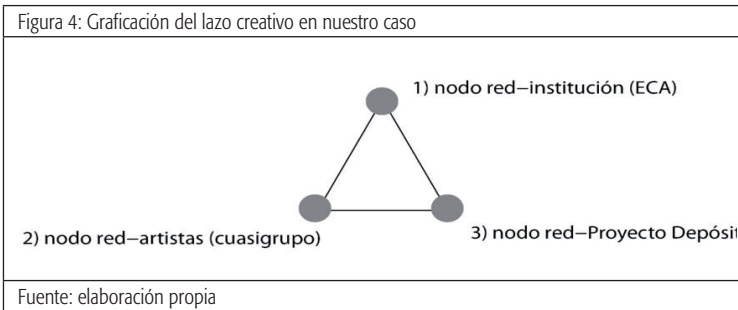 Figura 4: Graficación del lazo creativo en nuestro caso
1) nodo red–institución (ECA)
2) nodo red–artistas (cuasigrupo)
3) nodo red–Proyecto Depósit
Fuente: elaboración propia